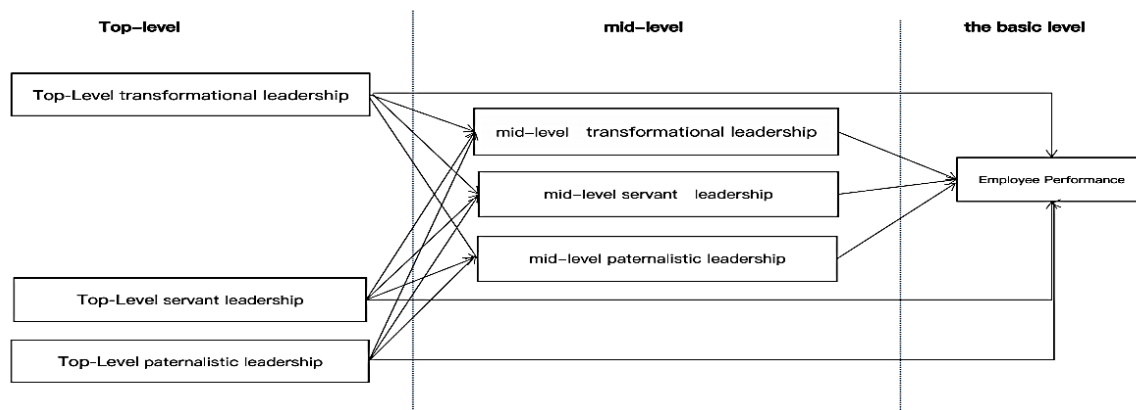 Top-level
mid-level
the basic level
Top-Level transformational leadership
mid-level transformational leadership
mid-level servant leadership
Employee Performance
mid-level paternalistic leadership
Top-Level servant leadership
Top-Level paternalistic leadership